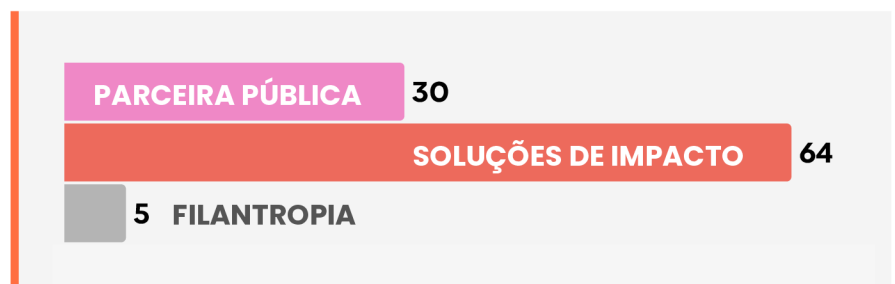 PARCEIRA PÚBLICA 30
SOLUÇÕES DE IMPACTO 64
5 FILANTROPIA